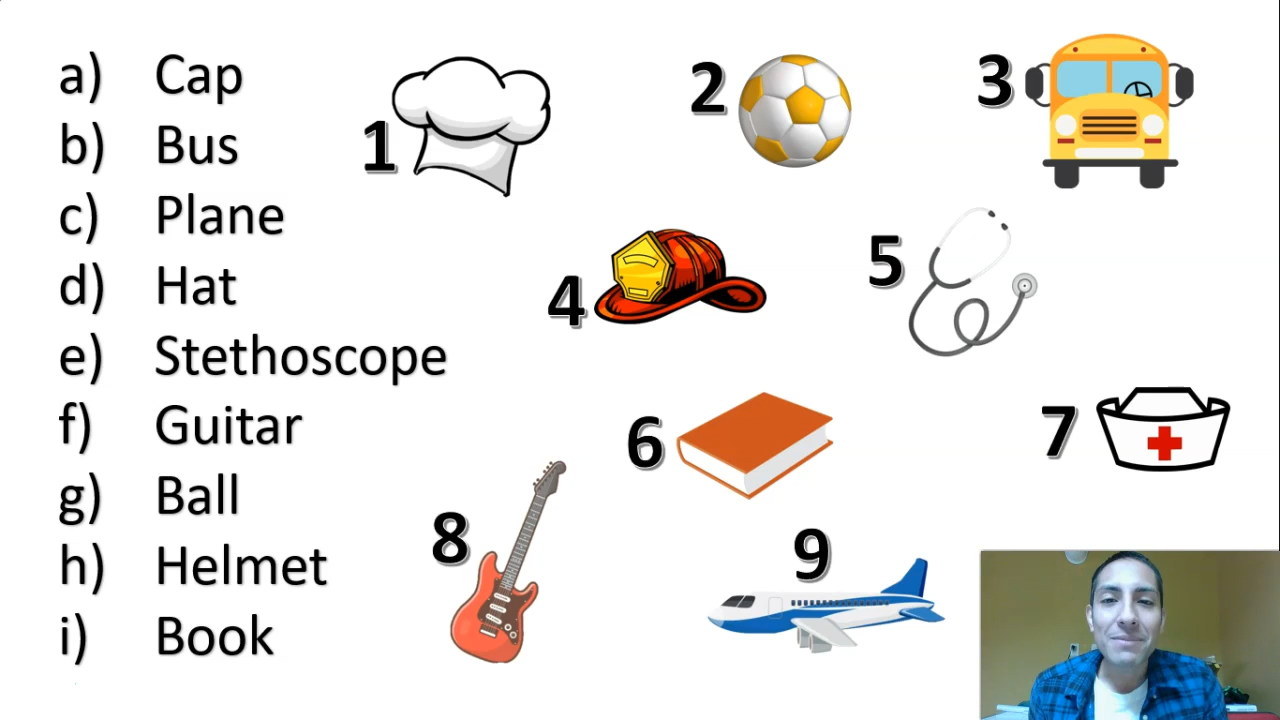 a) Cap
b) Bus
c) Plane
d) Hat
e) Stethoscope
f) Guitar
g) Ball
h) Helmet
i) Book
1
2
3
4
5
6
7
8
9